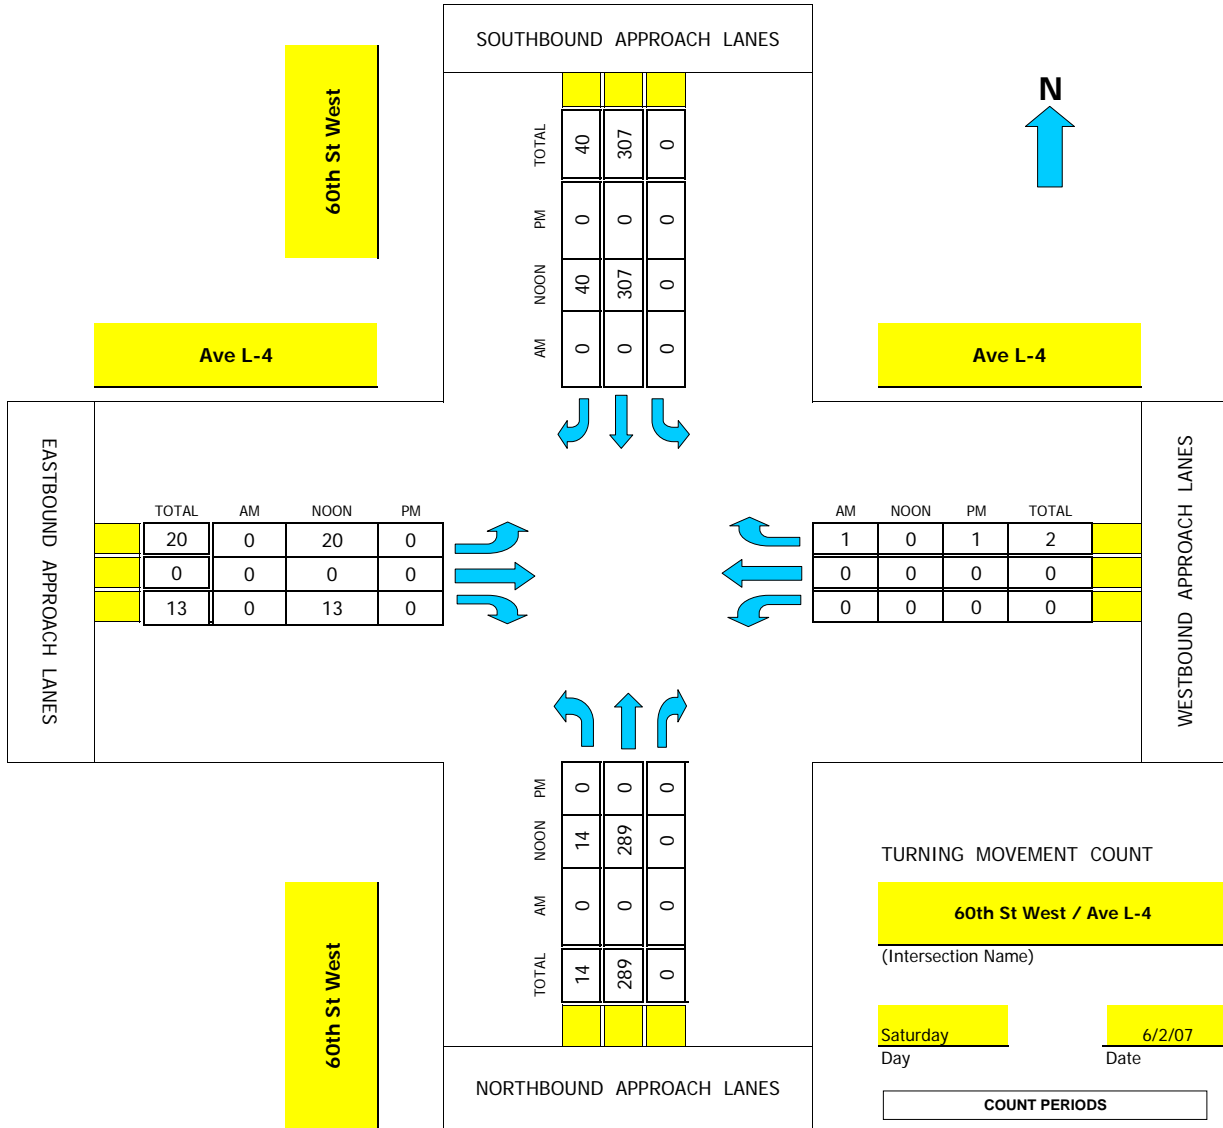 SOUTHBOUND APPROACH LANES
N
60th St West
TOTAL 40 307 0
PM 0 0 0
NOON 40 307 0
AM 0 0 0
Ave L-4
Ave L-4
EASTBOUND APPROACH LANES
TOTAL AM NOON PM
20 0 20 0
0 0 0 0
13 0 13 0
AM NOON PM TOTAL
1 0 1 2
0 0 0 0
0 0 0 0
WESTBOUND APPROACH LANES
PM 0 0 0
NOON 14 289 0
AM 0 0 0
TOTAL 14 289 0
60th St West
NORTHBOUND APPROACH LANES
TURNING MOVEMENT COUNT
60th St West / Ave L-4
(Intersection Name)
Saturday 6/2/07
Day Date
COUNT PERIODS